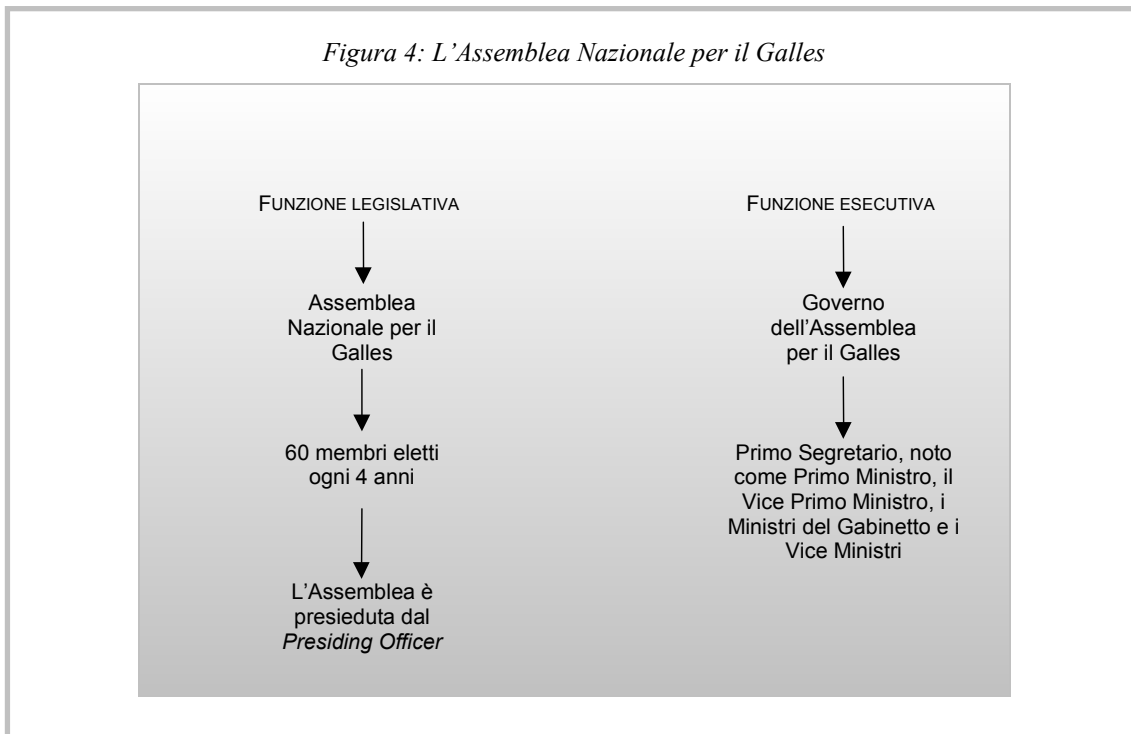 Figura 4: L’Assemblea Nazionale per il Galles
FUNZIONE LEGISLATIVA
Assemblea
Nazionale per il
Galles
60 membri eletti
ogni 4 anni
L’Assemblea è
presieduta dal
Presiding Officer
FUNZIONE ESECUTIVA
Governo
dell’Assemblea
per il Galles
Primo Segretario, noto
come Primo Ministro, il
Vice Primo Ministro, i
Ministri del Gabinetto e i
Vice Ministri